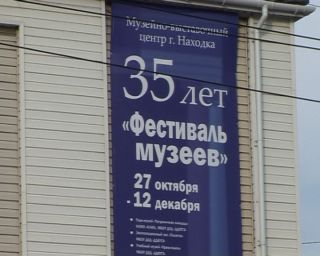 Музейно-выставочный
центр г. Находка
35 лет
«Фестиваль
музеев»
27 октября
- 12 декабря